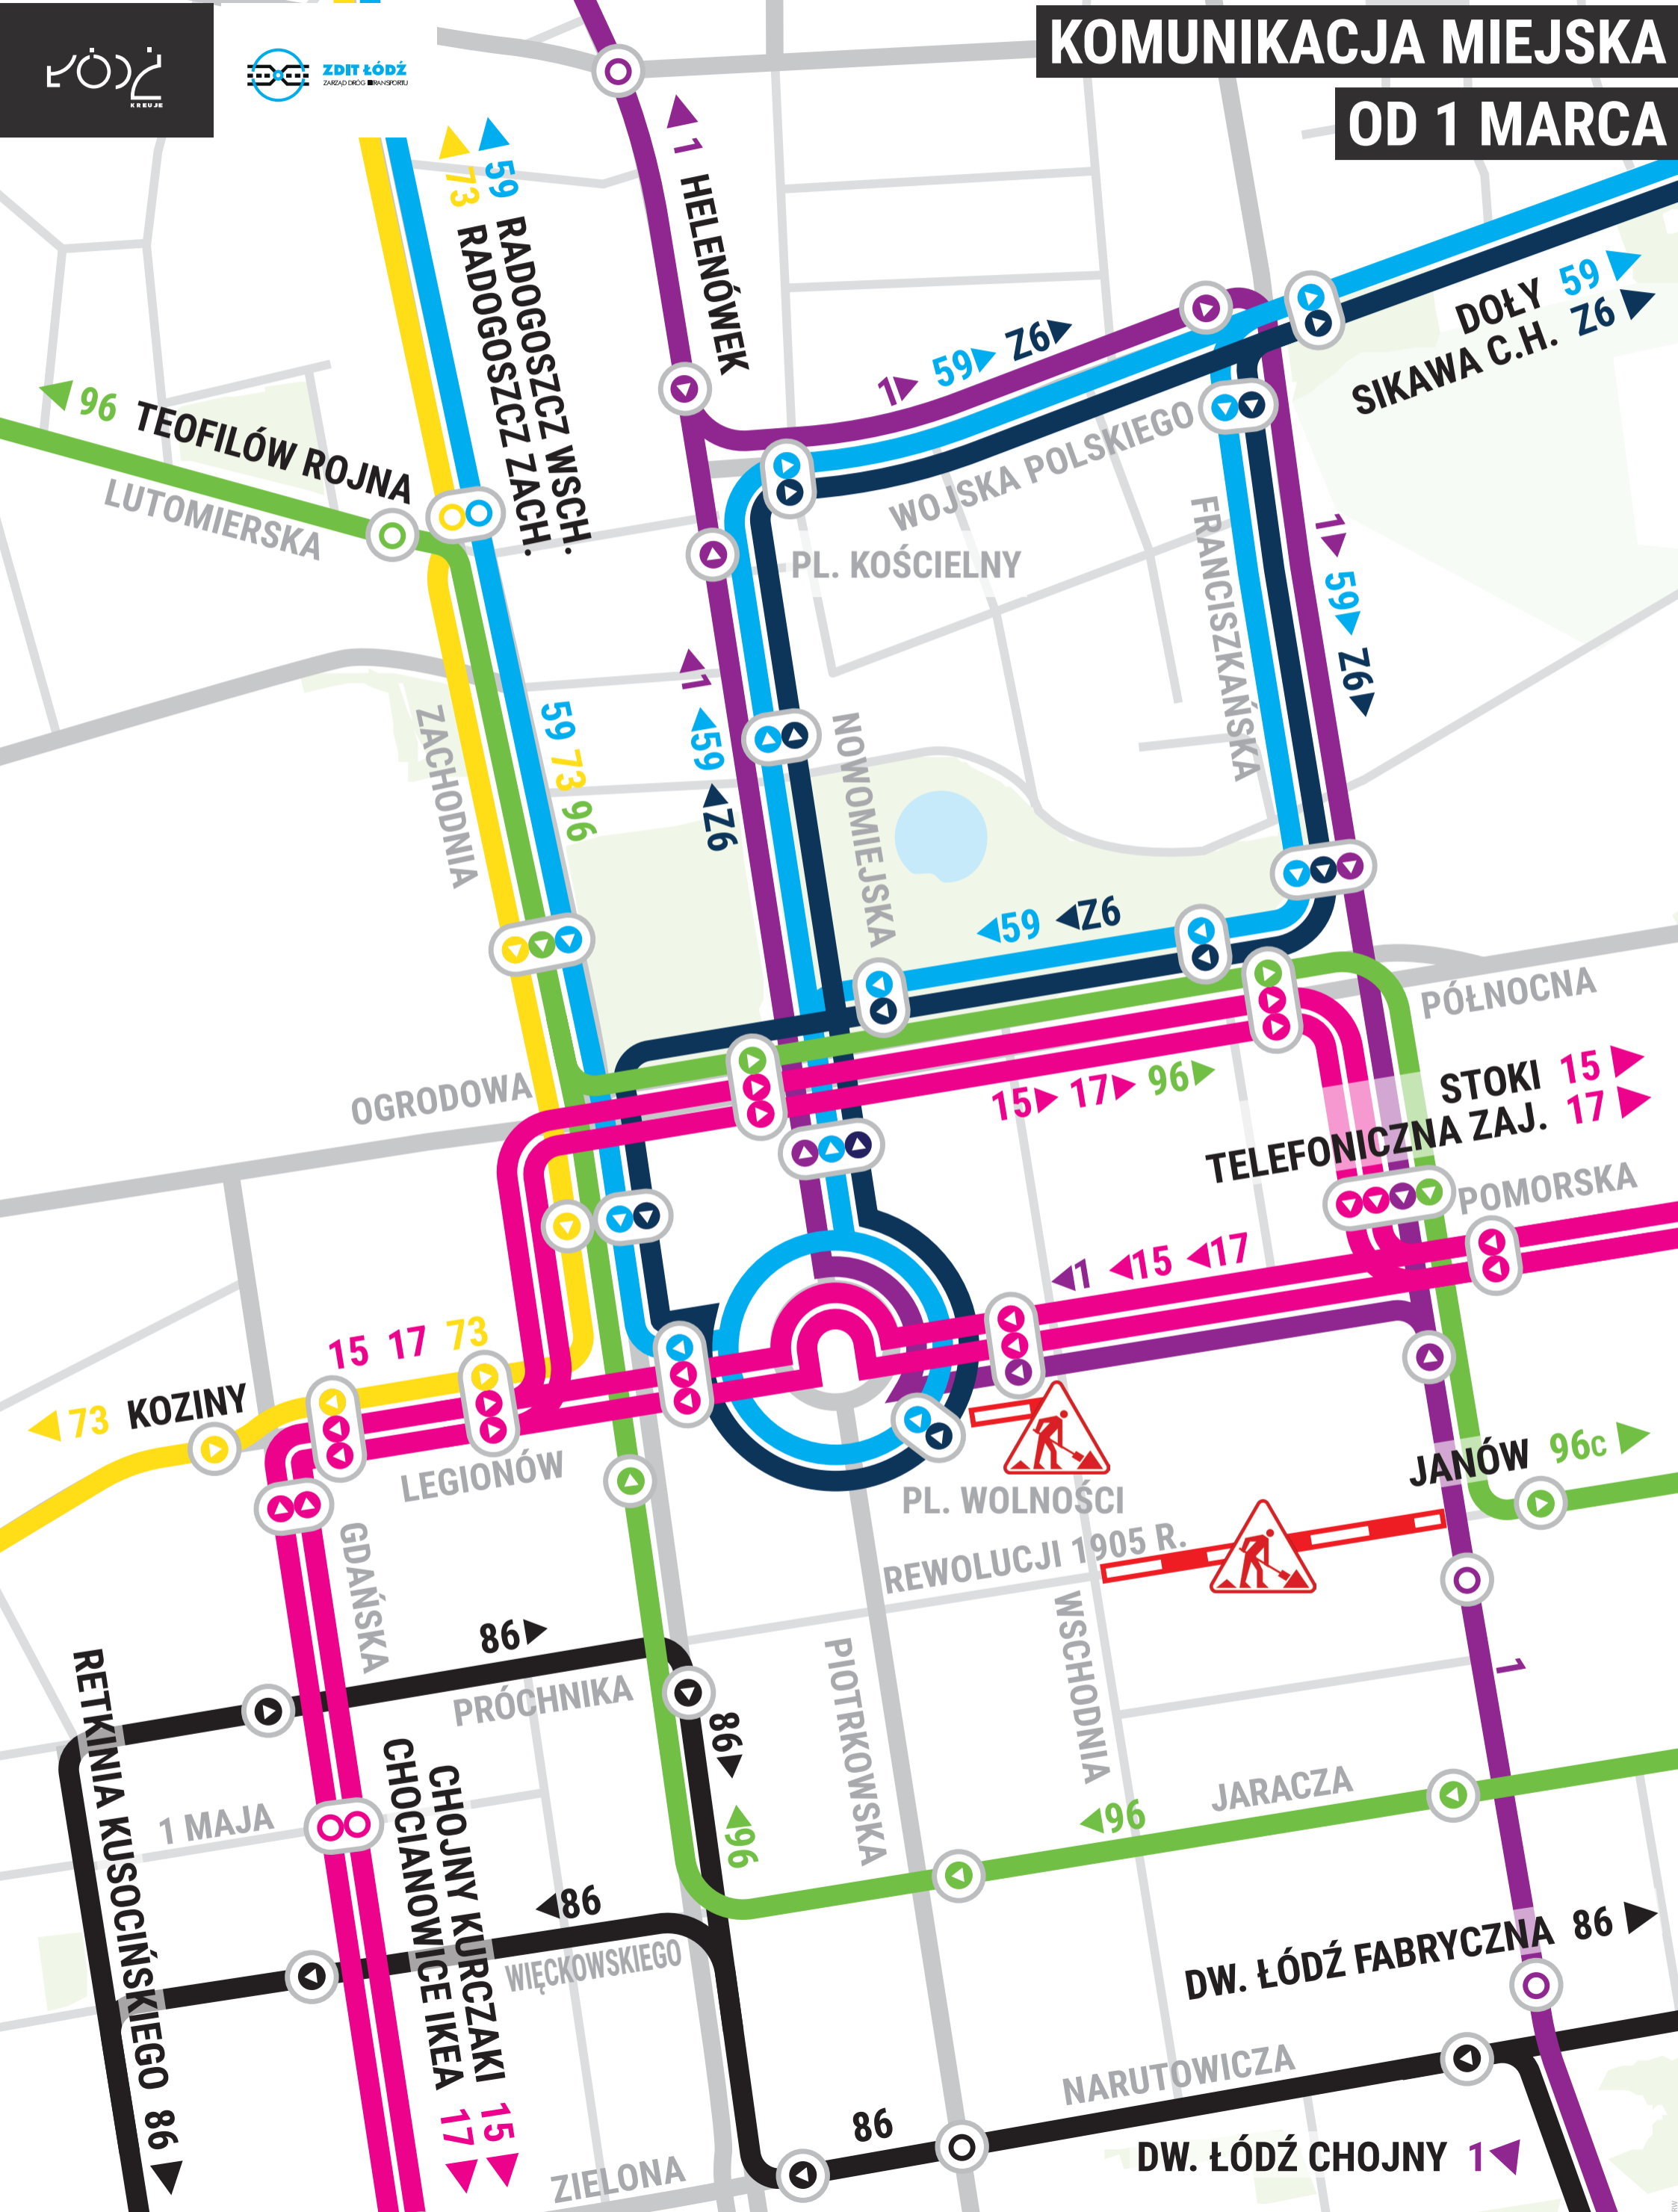 ŁÓDŹ
KREUJE
ZDIT ŁÓDŹ
ZARZĄD DRÓG I TRANSPORTU
KOMUNIKACJA MIEJSKA
OD 1 MARCA
1 HELENÓWEK
59 RADOGOSZCZ WSCH.
73 RADOGOSZCZ ZACH.
DOŁY 59
SIKAWA C.H. Z6
1 59 Z6
96 TEOFILÓW ROJNA
LUTOMIERSKA
WOJSKA POLSKIEGO
PL. KOŚCIELNY
FRANCISZKAŃSKA
1 59 Z6
1
59
Z6
59 73 96
ZACHODNIA
NOWOMIEJSKA
59 Z6
PÓŁNOCNA
OGRODOWA
15 17 96
STOKI 15
TELEFONICZNA ZAJ. 17
POMORSKA
1 15 17
15 17 73
73 KOZINY
LEGIONÓW
JANÓW 96C
PL. WOLNOŚCI
REWOLUCJI 1905 R.
GDAŃSKA
WSCHODNIA
PIOTRKOWSKA
86
PRÓCHNIKA
86
1
96
96
JARACZA
1 MAJA
86
WIĘCKOWSKIEGO
RETKINIA KUSOCIŃSKIEGO 86
CHOJNY KURCZAKI 15
CHOCIANOWICE IKEA 17
DW. ŁÓDŹ FABRYCZNA 86
NARUTOWICZA
86
ZIELONA
DW. ŁÓDŹ CHOJNY 1